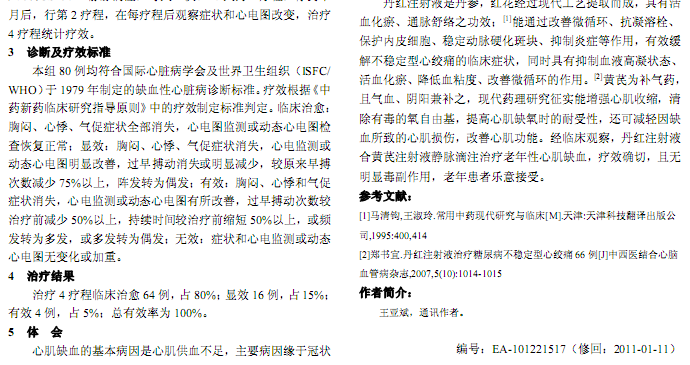 月后，行第 2 疗程，在每疗程后观察症状和心电图改变，治疗
4 疗程统计疗效。
3 诊断及疗效标准
本组 80 例均符合国际心脏病学会及世界卫生组织（ISFC/
WHO）于 1979 年制定的缺血性心脏病诊断标准。疗效根据《中
药新药临床研究指导原则》中的疗效制定标准判定。临床治愈：
胸闷、心悸、气促症状全部消失，心电图监测或动态心电图检
查恢复正常；显效：胸闷、心悸、气促症状消失，心电监测或
动态心电图明显改善，过早搏动消失或明显减少，较原来早搏
次数减少 75%以上，阵发转为偶发；有效：胸闷、心悸和气促
症状消失，心电监测或动态心电图有所改善，过早搏动次数较
治疗前减少 50%以上，持续时间较治疗前缩短 50%以上，或频
发转为多发，或多发转为偶发；无效：症状和心电监测或动态
心电图无变化或加重。
4 治疗结果
治疗 4 疗程临床治愈 64 例，占 80%；显效 16 例，占 15%；
有效 4 例，占 5%；总有效率为 100%。
5 体 会
心肌缺血的基本病因是心肌供血不足，主要病因缘于冠状
丹红注射液是丹参，红花经过现代工艺提取而成，具有活
血化瘀、通脉舒络之功效；[1]能通过改善微循环、抗凝溶栓、
保护内皮细胞、稳定动脉硬化斑块、抑制炎症等作用，有效缓
解不稳定型心绞痛的临床症状，同时具有抑制血液高凝状态、
活血化瘀、降低血粘度、改善微循环的作用。[2]黄芪为补气药，
且气血、阴阳兼补之，现代药理研究征实能增强心肌收缩，清
除有毒的氧自由基，提高心肌缺氧时的耐受性，还可减轻因缺
血所致的心肌损伤，改善心肌功能。经临床观察，丹红注射液
合黄芪注射液静脉滴注治疗老年性心肌缺血，疗效确切，且无
明显毒副作用，老年患者乐意接受。
参考文献：
[1]马清钧,王淑玲.常用中药现代研究与临床[M].天津:天津科技翻译出版公
司,1995:400,414
[2]郑书宜.丹红注射液治疗糖尿病不稳定型心绞痛 66 例[J]中西医结合心脑
血管病杂志,2007,5(10):1014-1015
作者简介：
王亚斌，通讯作者。
编号：EA-101221517（修回：2011-01-11）